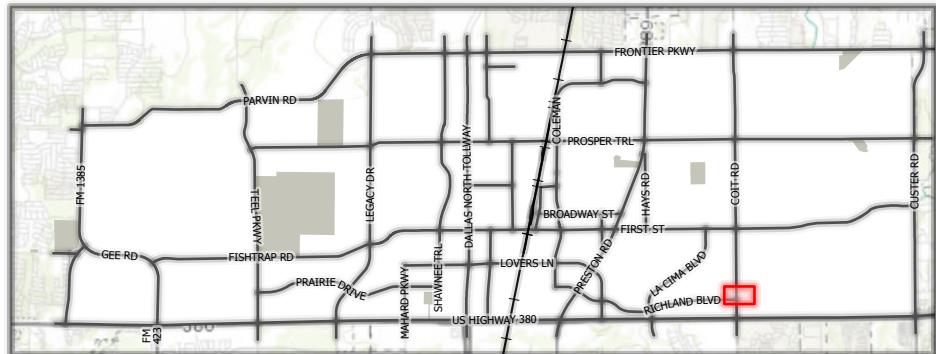 289
FRONTIER PKWY
PARVIN RD
COLEMAN
PROSPER TRL
DALLAS NORTH TOLLWAY
FM 1385
TEEL PKWY
LEGACY DR
HAYS RD
COIT RD
CUSTER RD
BROADWAY ST
FIRST ST
GEE RD
FISHTRAP RD
SHAWNEE TRL
LOVERS LN
PRESTON RD
LA CIMA BLVD
PRAIRIE DRIVE
MAHARD PKWY
RICHLAND BLVD
US HIGHWAY 380
FM
423
380